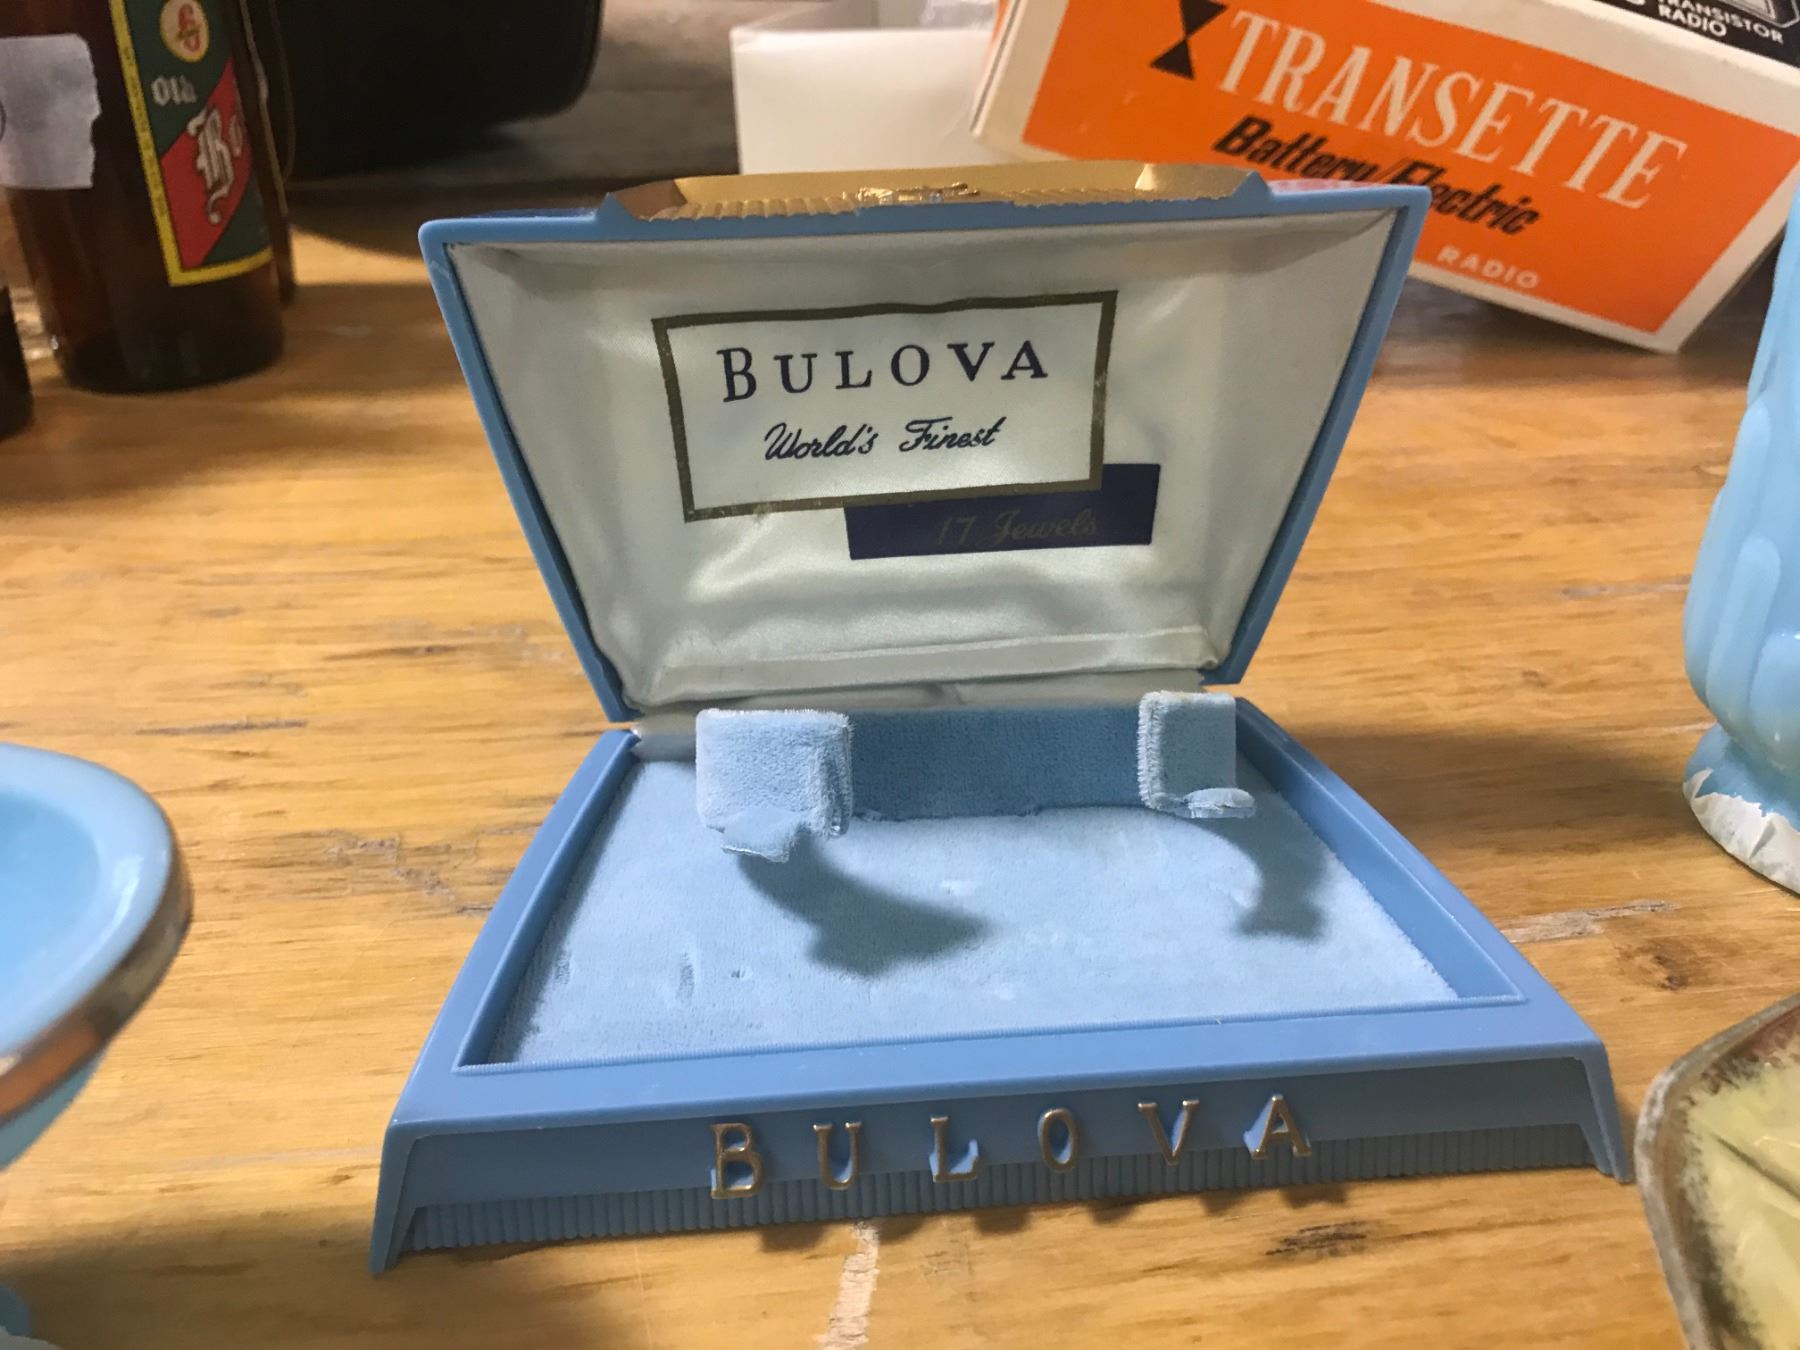 TRANSISTOR
RADIO
TRANSETTE
Battery/Electric
RADIO
Old
BULOVA
World's Finest
17 Jewels
BULOVA